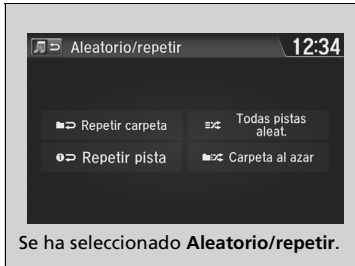 Aleatorio/repetir
12:34
Repetir carpeta
Todas pistas
aleat.
Repetir pista
Carpeta al azar
Se ha seleccionado Aleatorio/repetir.